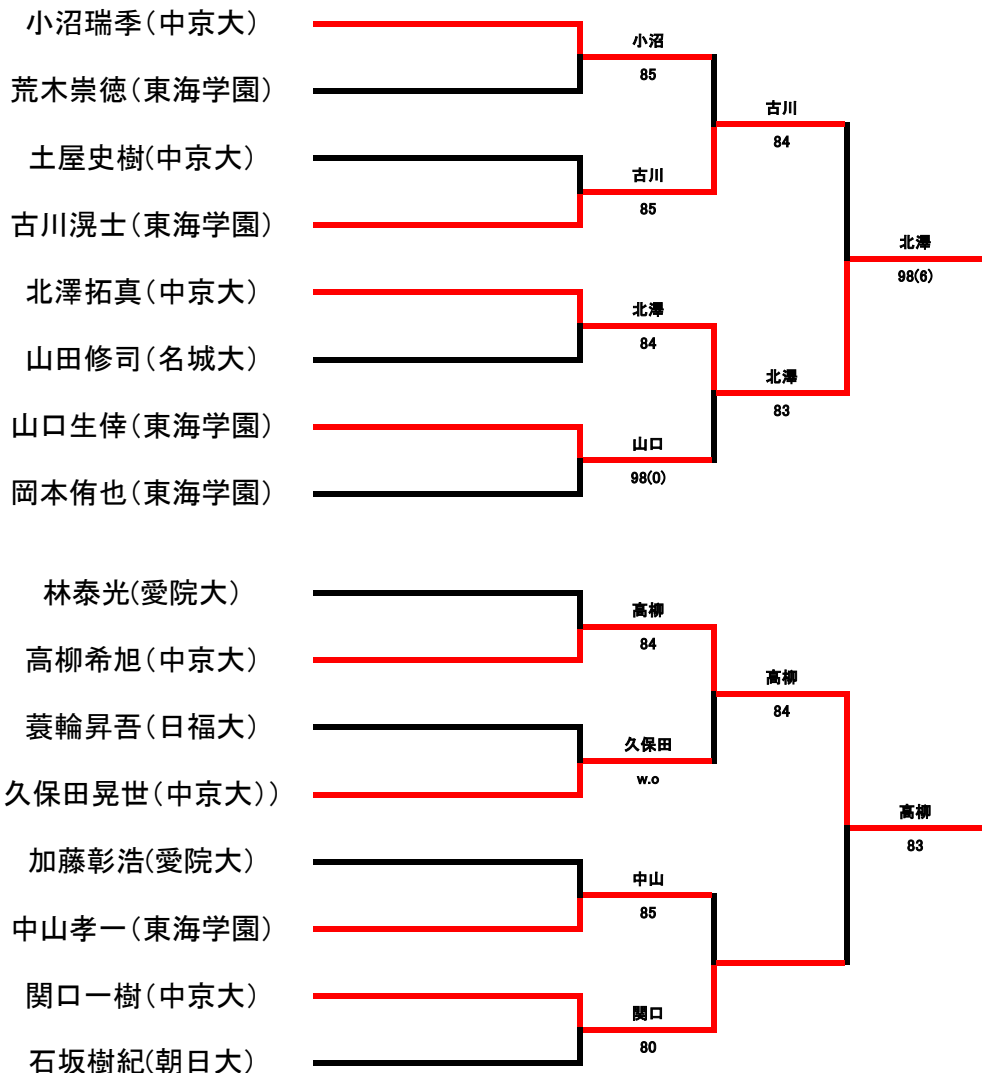 小沼瑞季(中京大)
荒木崇徳(東海学園)
土屋史樹(中京大)
古川滉士(東海学園)
北澤拓真(中京大)
山田修司(名城大)
山口生倖(東海学園)
岡本侑也(東海学園)
小沼
85
古川
85
北澤
84
山口
98(0)
古川
84
北澤
83
北澤
98(6)
林泰光(愛院大)
高柳希旭(中京大)
蓑輪昇吾(日福大)
久保田晃世(中京大))
加藤彰浩(愛院大)
中山孝一(東海学園)
関口一樹(中京大)
石坂樹紀(朝日大)
高柳
84
久保田
w.o
中山
85
関口
80
高柳
84
高柳
83